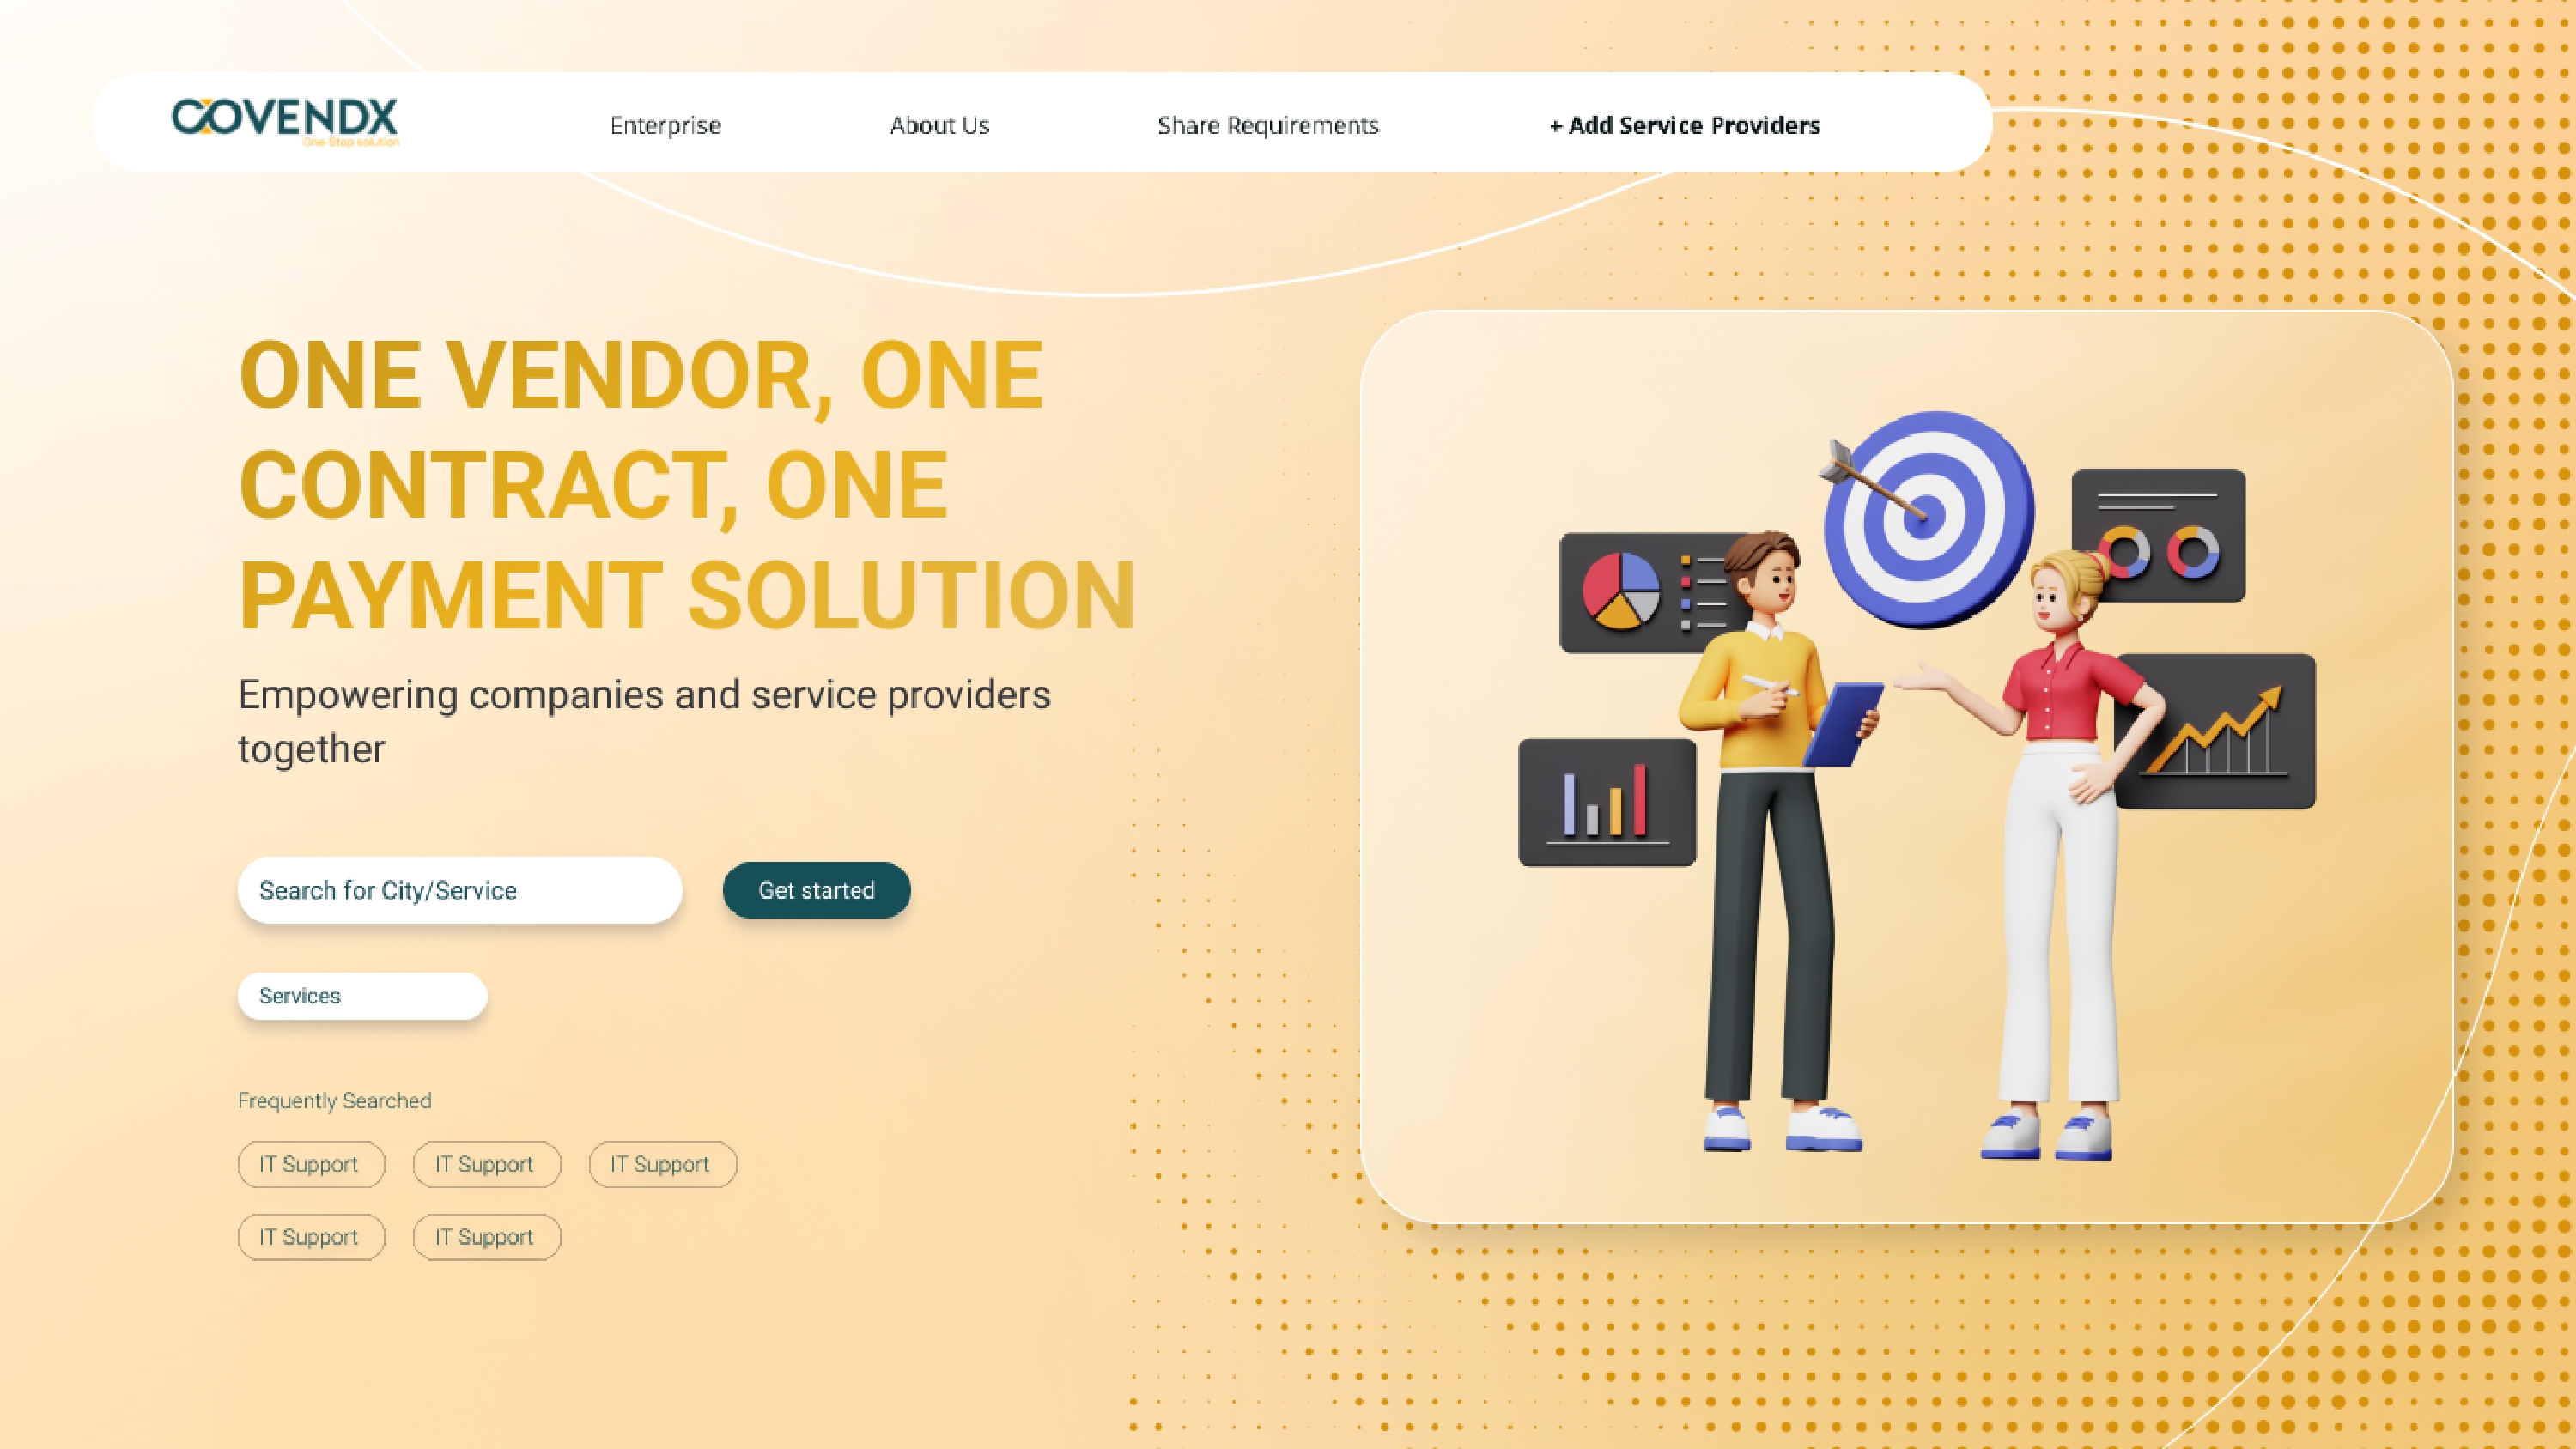 COVENDX
One Stop solution
Enterprise
About Us
Share Requirements
+ Add Service Providers
ONE VENDOR, ONE
CONTRACT, ONE
PAYMENT SOLUTION
Empowering companies and service providers
together
Search for City/Service
Get started
Services
Frequently Searched
IT Support
IT Support
IT Support
IT Support
IT Support